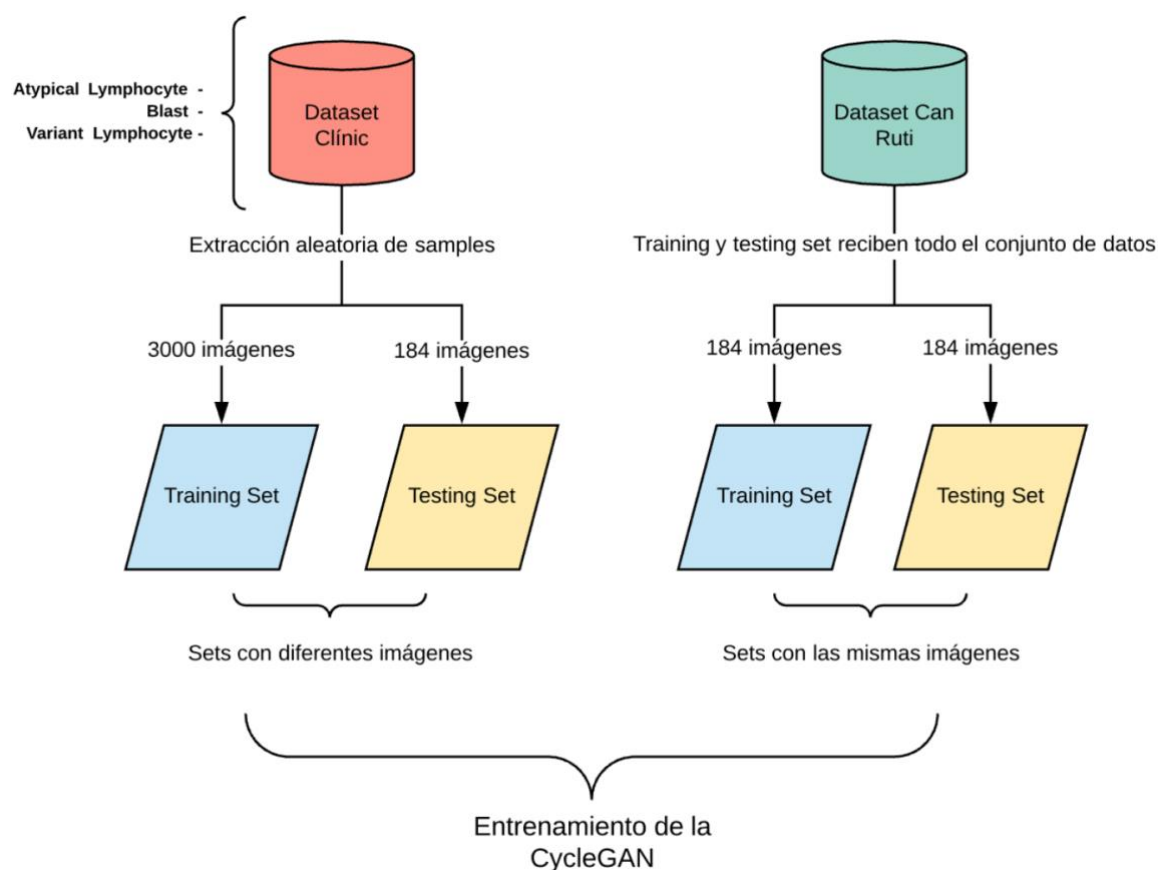 Atypical Lymphocyte -
Blast -
Variant Lymphocyte -
Dataset
Clínic
Dataset Can
Ruti
Extracción aleatoria de samples
Training y testing set reciben todo el conjunto de datos
3000 imágenes
184 imágenes
184 imágenes
184 imágenes
Training Set
Testing Set
Training Set
Testing Set
Sets con diferentes imágenes
Sets con las mismas imágenes
Entrenamiento de la
CycleGAN